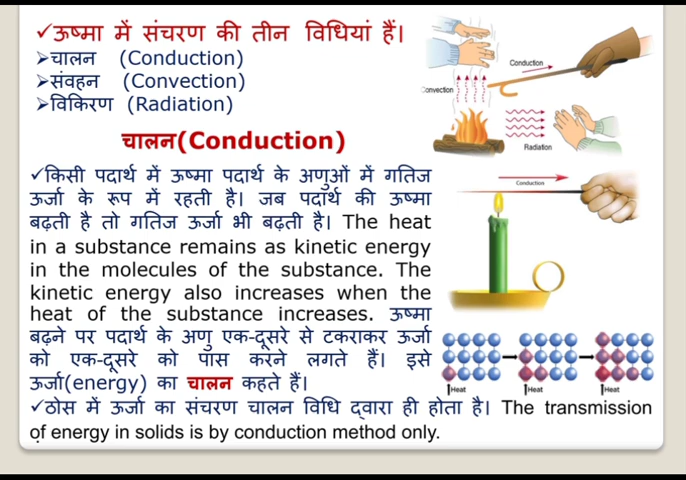 ✓ऊष्मा में संचरण की तीन विधियां हैं।
➢चालन (Conduction)
➢संवहन (Convection)
➢विकिरण (Radiation)
Conduction
Convection
Radiation
चालन(Conduction)
✓किसी पदार्थ में ऊष्मा पदार्थ के अणुओं में गतिज
ऊर्जा के रूप में रहती है। जब पदार्थ की ऊष्मा
बढ़ती है तो गतिज ऊर्जा भी बढ़ती है। The heat
in a substance remains as kinetic energy
in the molecules of the substance. The
kinetic energy also increases when the
heat of the substance increases. ऊष्मा
बढ़ने पर पदार्थ के अणु एक-दूसरे से टकराकर ऊर्जा
को एक-दूसरे को पास करने लगते हैं। इसे
ऊर्जा(energy) का चालन कहते हैं।
Conduction
Heat Heat Heat
✓ठोस में ऊर्जा का संचरण चालन विधि द्वारा ही होता है। The transmission
of energy in solids is by conduction method only.